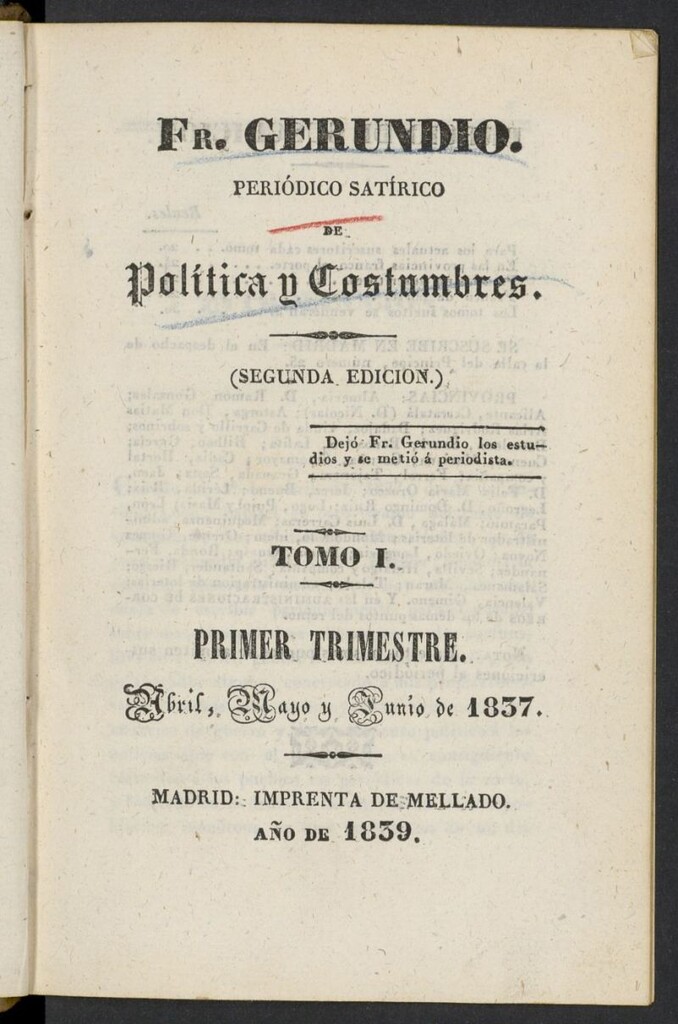 Fr. GERUNDIO.
PERIÓDICO SATÍRICO
DE
Política y Costumbres.
(SEGUNDA EDICION.)
Dejó Fr. Gerundio los estu-
dios y se metió á periodista.
TOMO I.
PRIMER TRIMESTRE.
Abril, Mayo y Junio de 1837.
MADRID: IMPRENTA DE MELLADO.
AÑO DE 1839.